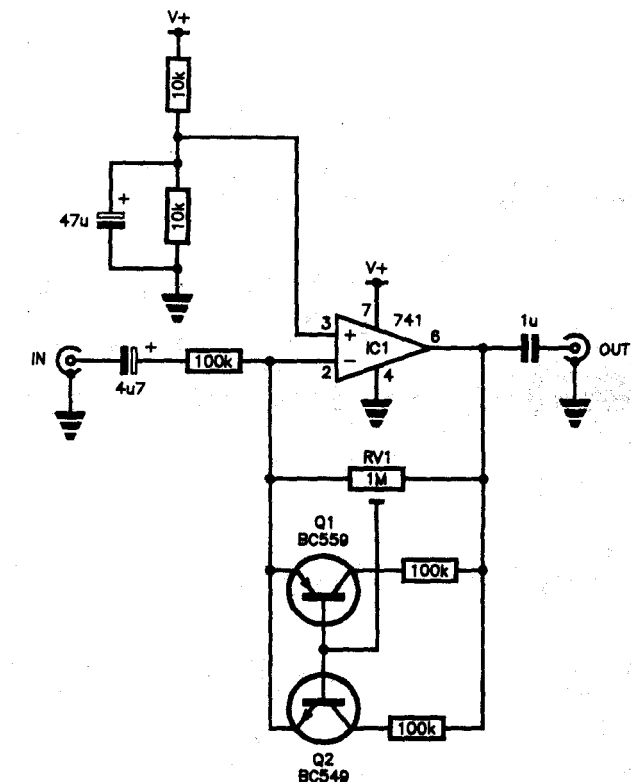 V+
10k
10k
+
47u
V+
7
741
3
+
IC1
6
2
−
4
IN
+
4u7
100k
1u
OUT
RV1
1M
Q1
BC559
100k
100k
Q2
BC549